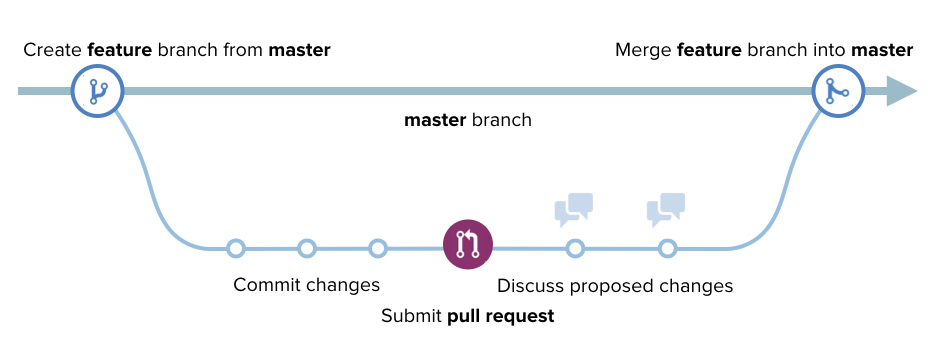 Create feature branch from master
Merge feature branch into master
master branch
Commit changes
Discuss proposed changes
Submit pull request